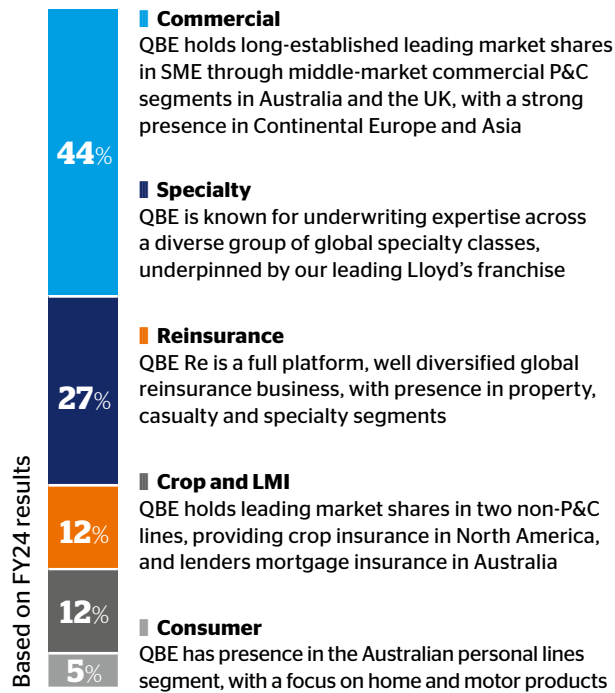 Commercial
QBE holds long-established leading market shares
in SME through middle-market commercial P&C
segments in Australia and the UK, with a strong
presence in Continental Europe and Asia
44%
Specialty
QBE is known for underwriting expertise across
a diverse group of global specialty classes,
underpinned by our leading Lloyd’s franchise
Reinsurance
QBE Re is a full platform, well diversified global
reinsurance business, with presence in property,
casualty and specialty segments
27%
Crop and LMI
QBE holds leading market shares in two non-P&C
lines, providing crop insurance in North America,
and lenders mortgage insurance in Australia
12%
12%
Consumer
QBE has presence in the Australian personal lines
segment, with a focus on home and motor products
5%
Based on FY24 results